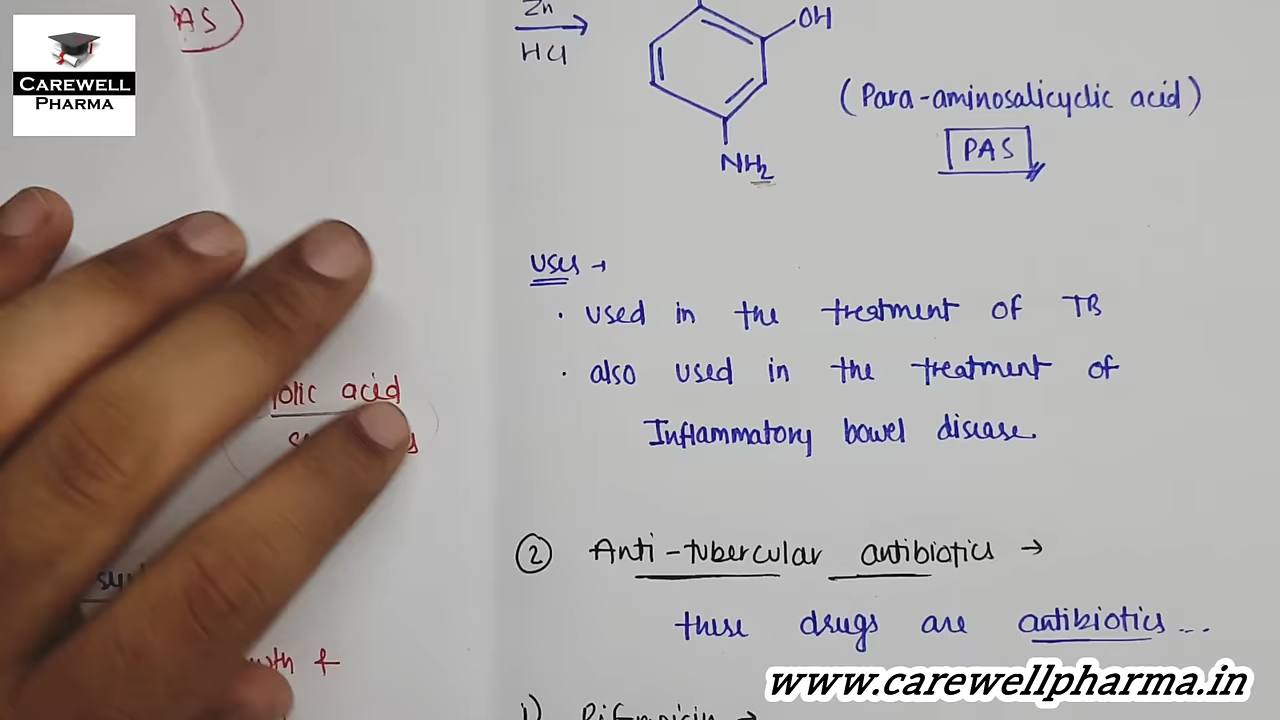 CAREWELL
PHARMA
AS
olic acid
Zn
HCl
OH
NH2
(Para-aminosalicyclic acid)
PAS
Uses →
· used in the treatment of TB
· also used in the treatment of
Inflammatory bowel disease.
② Anti-tubercular antibiotics →
these drugs are antibiotics...
www.carewellpharma.in